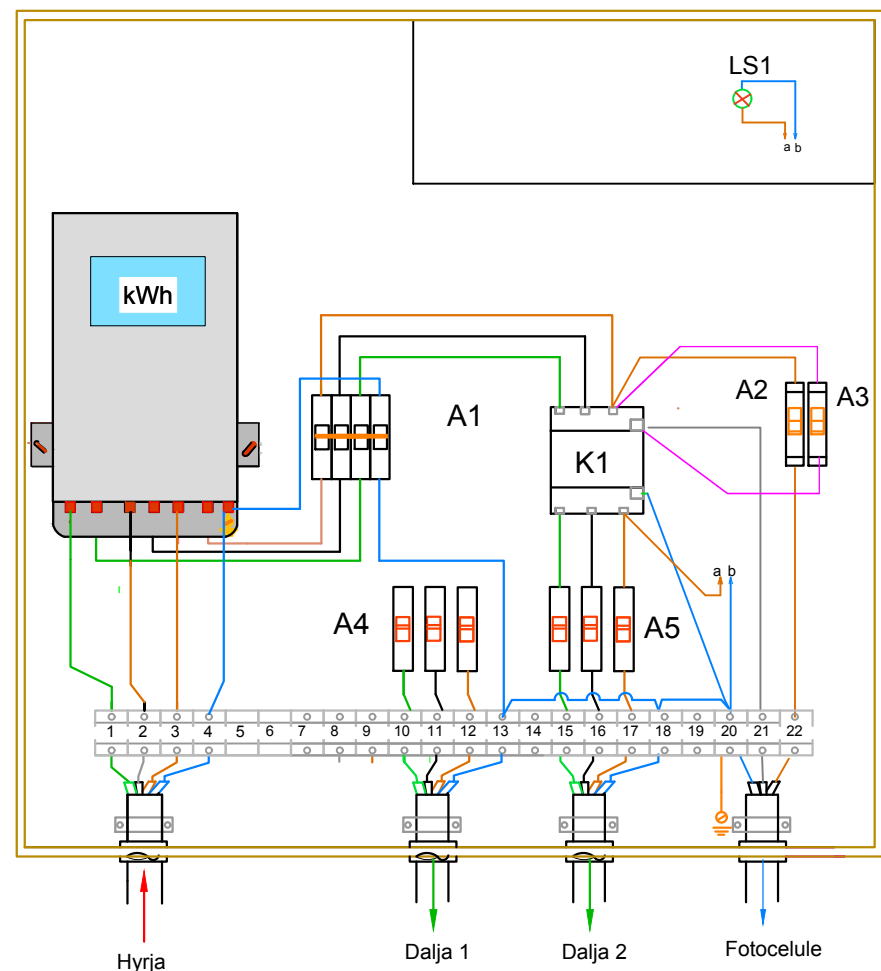 LS1
a b
kWh
A1
A2
A3
K1
a b
A4
A5
1 2 3 4 5 6 7 8 9 10 11 12 13 14 15 16 17 18 19 20 21 22
Hyrja
Dalja 1
Dalja 2
Fotocelule